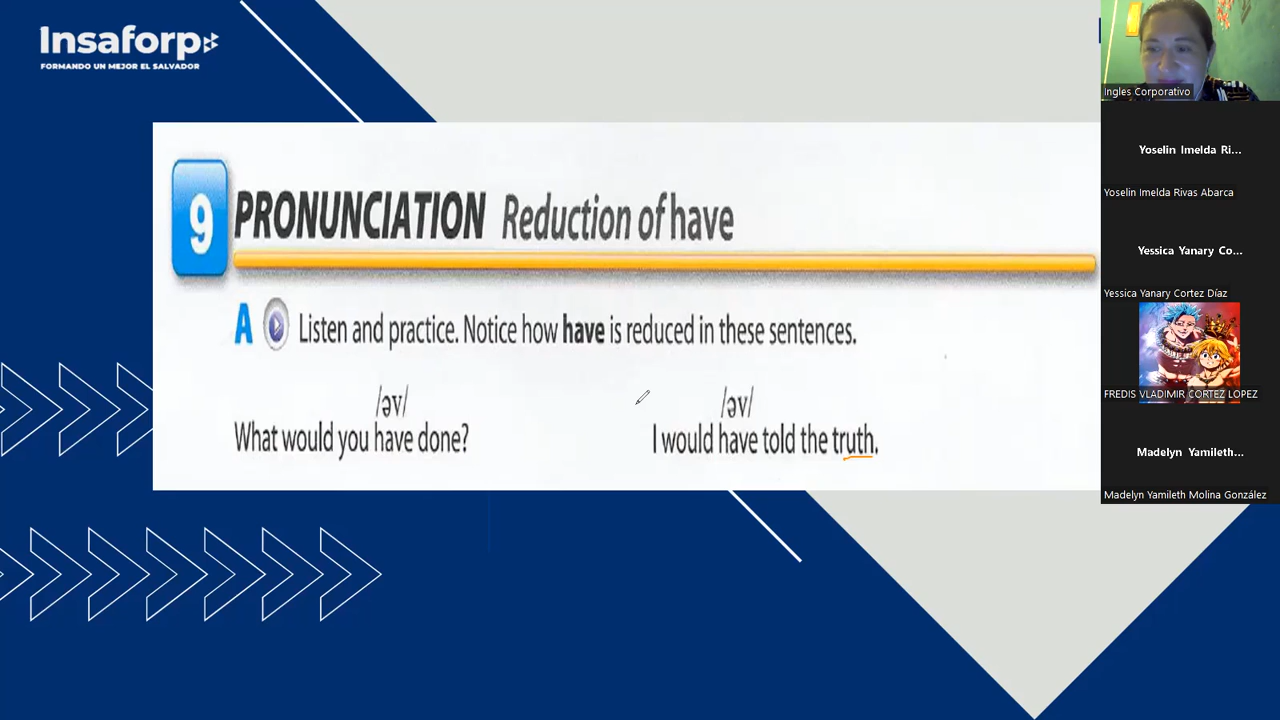 Insaforp
FORMANDO UN MEJOR EL SALVADOR
9 PRONUNCIATION Reduction of have
A Listen and practice. Notice how have is reduced in these sentences.
/əv/ /əv/
What would you have done? I would have told the truth.
Ingles Corporativo
Yoselin Imelda Ri...
Yoselin Imelda Rivas Abarca
Yessica Yanary Co...
Yessica Yanary Cortez Díaz
FREDIS VLADIMIR CORTEZ LOPEZ
Madelyn Yamileth...
Madelyn Yamileth Molina González